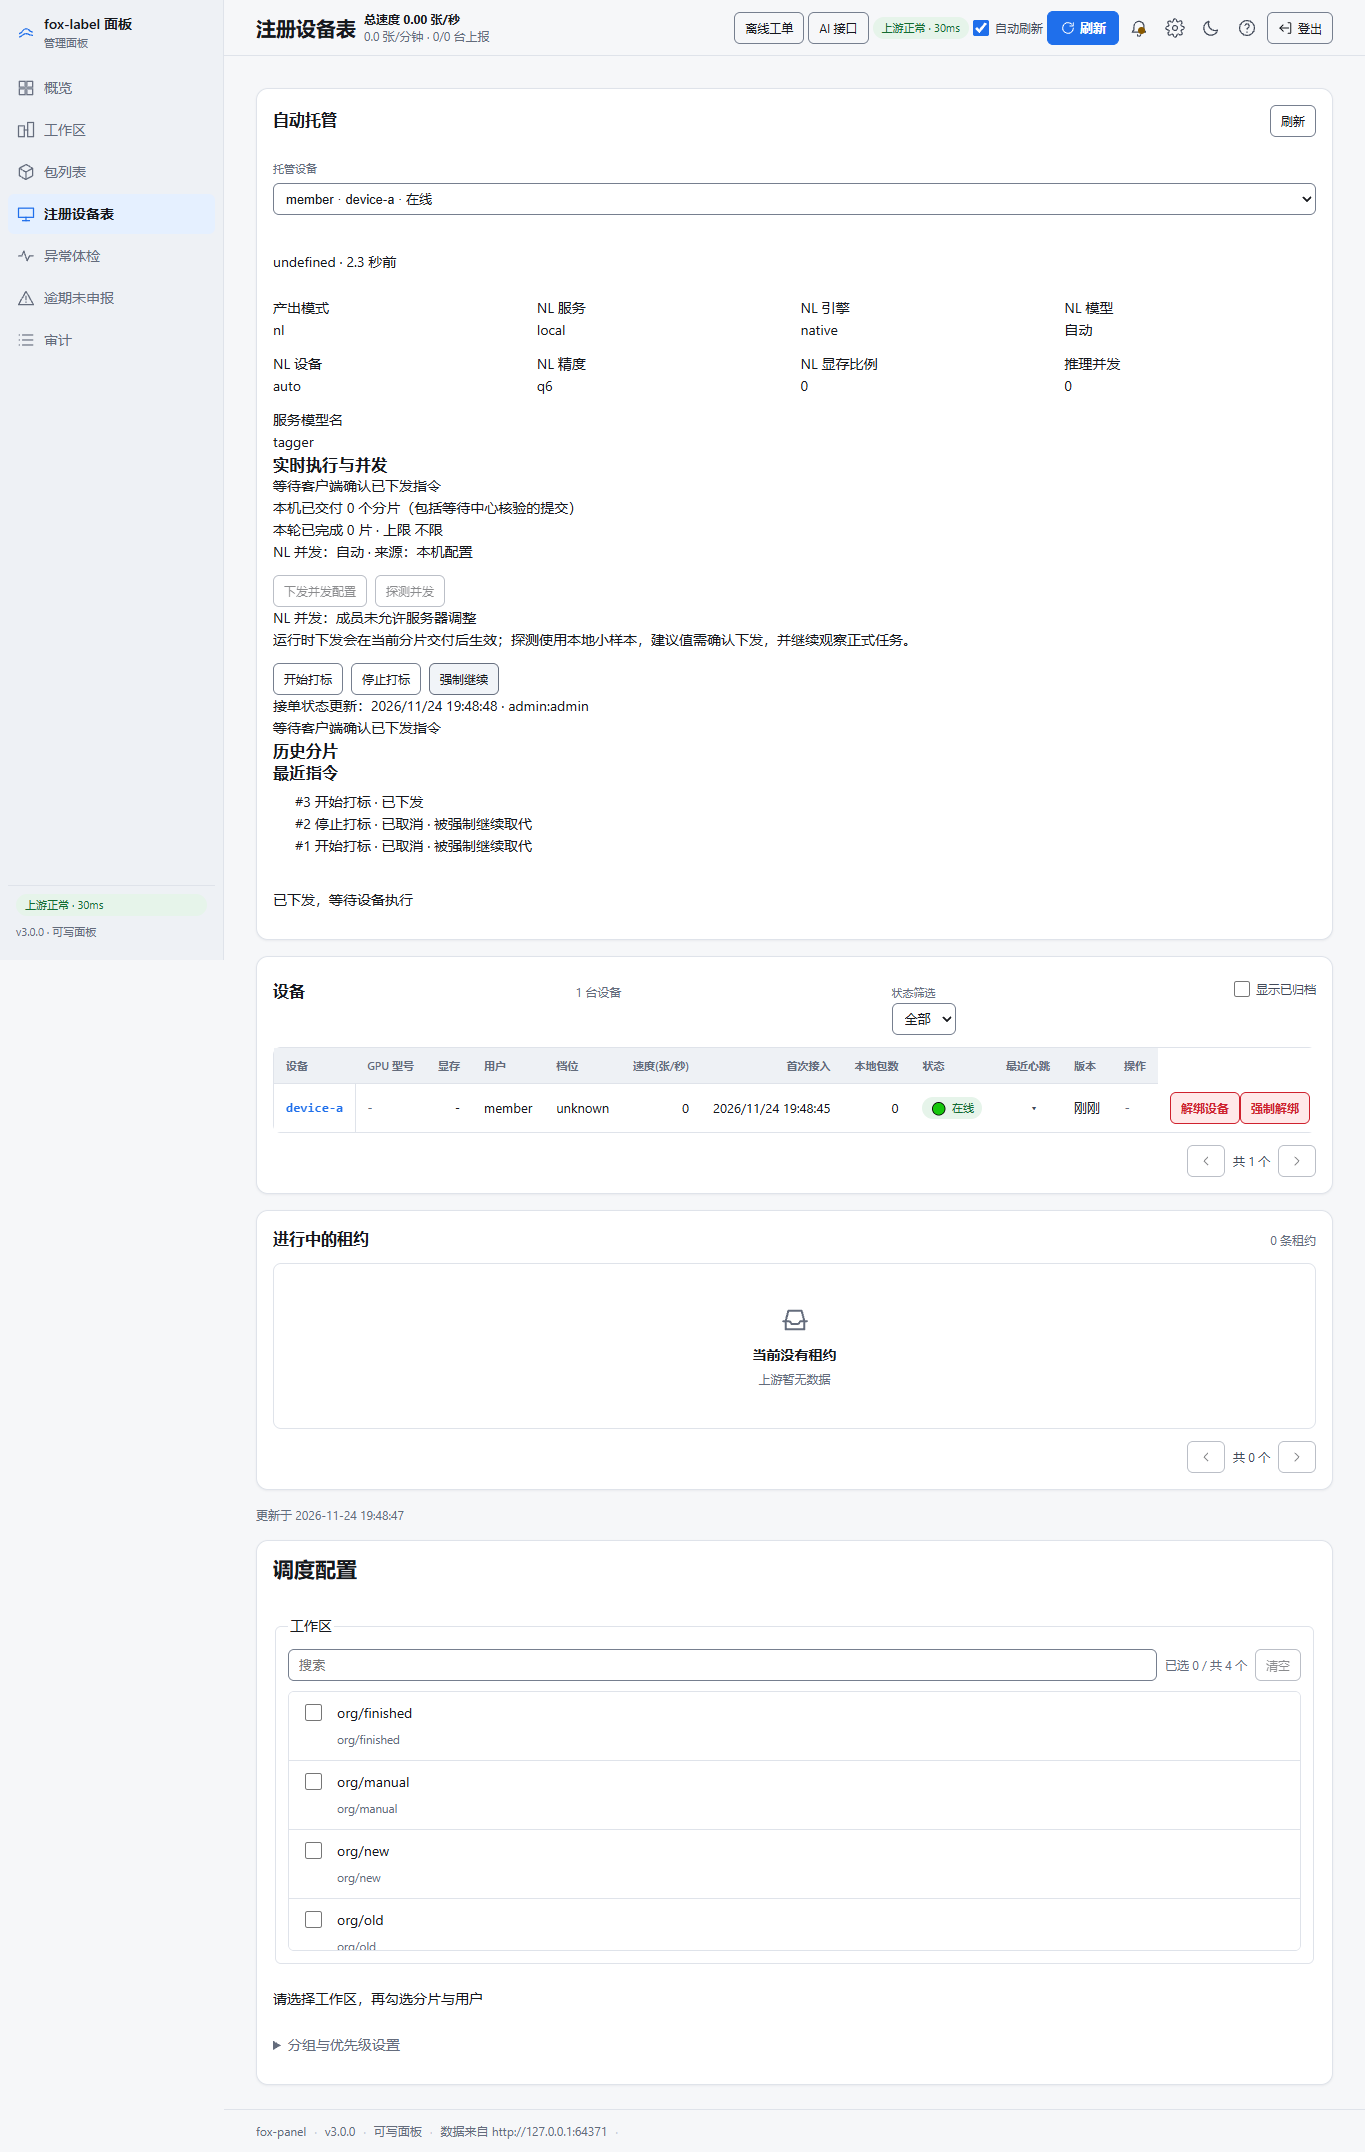 fox-label 面板
管理面板
概览
工作区
包列表
注册设备表
异常体检
逾期未申报
审计
上游正常 · 30ms
v3.0.0 · 可写面板
注册设备表
总速度 0.00 张/秒
0.0 张/分钟 · 0/0 台上报
离线工单
AI 接口
上游正常 · 30ms
自动刷新
刷新
登出
自动托管
刷新
托管设备
member · device-a · 在线
undefined · 2.3 秒前
产出模式
nl
NL 服务
local
NL 引擎
native
NL 模型
自动
NL 设备
auto
NL 精度
q6
NL 显存比例
0
推理并发
0
服务模型名
tagger
实时执行与并发
等待客户端确认已下发指令
本机已交付 0 个分片（包括等待中心核验的提交）
本轮已完成 0 片 · 上限 不限
NL 并发：自动 · 来源：本机配置
下发并发配置 探测并发
NL 并发：成员未允许服务器调整
运行时下发会在当前分片交付后生效；探测使用本地小样本，建议值需确认下发，并继续观察正式任务。
开始打标 停止打标 强制继续
接单状态更新：2026/11/24 19:48:48 · admin:admin
等待客户端确认已下发指令
历史分片
最近指令
#3 开始打标 · 已下发
#2 停止打标 · 已取消 · 被强制继续取代
#1 开始打标 · 已取消 · 被强制继续取代
已下发，等待设备执行
设备
1 台设备
状态筛选
全部
显示已归档
设备 GPU 型号 显存 用户 档位 速度(张/秒) 首次接入 本地包数 状态 最近心跳 版本 操作
device-a - - member unknown 0 2026/11/24 19:48:45 0 在线 · 刚刚 - 解绑设备 强制解绑
共 1 个
进行中的租约
0 条租约
当前没有租约
上游暂无数据
共 0 个
更新于 2026-11-24 19:48:47
调度配置
工作区
搜索
已选 0 / 共 4 个
清空
org/finished
org/finished
org/manual
org/manual
org/new
org/new
org/old
org/old
请选择工作区，再勾选分片与用户
分组与优先级设置
fox-panel · v3.0.0 · 可写面板 · 数据来自 http://127.0.0.1:64371 ·